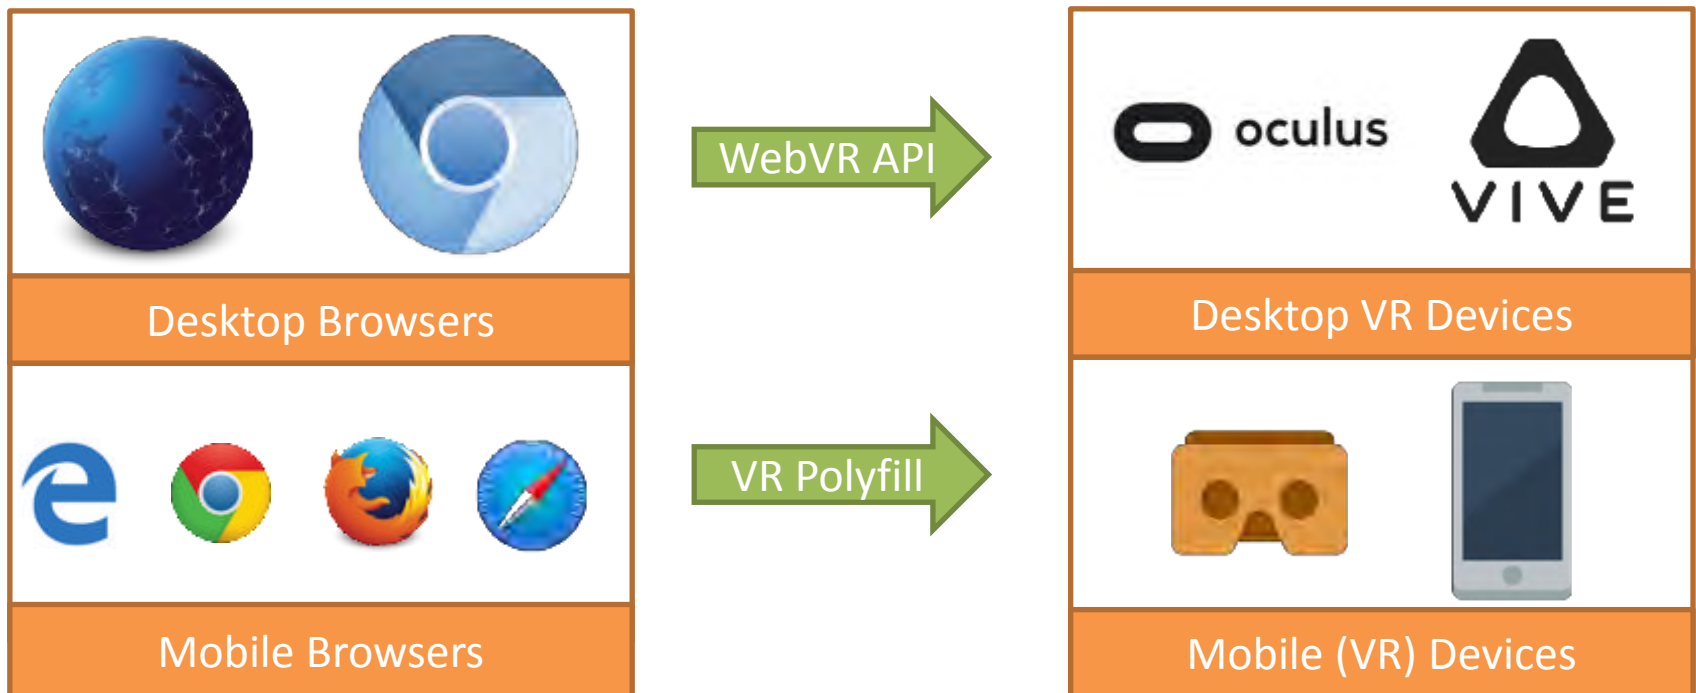 WebVR API
oculus
VIVE
Desktop Browsers
Desktop VR Devices
VR Polyfill
Mobile Browsers
Mobile (VR) Devices